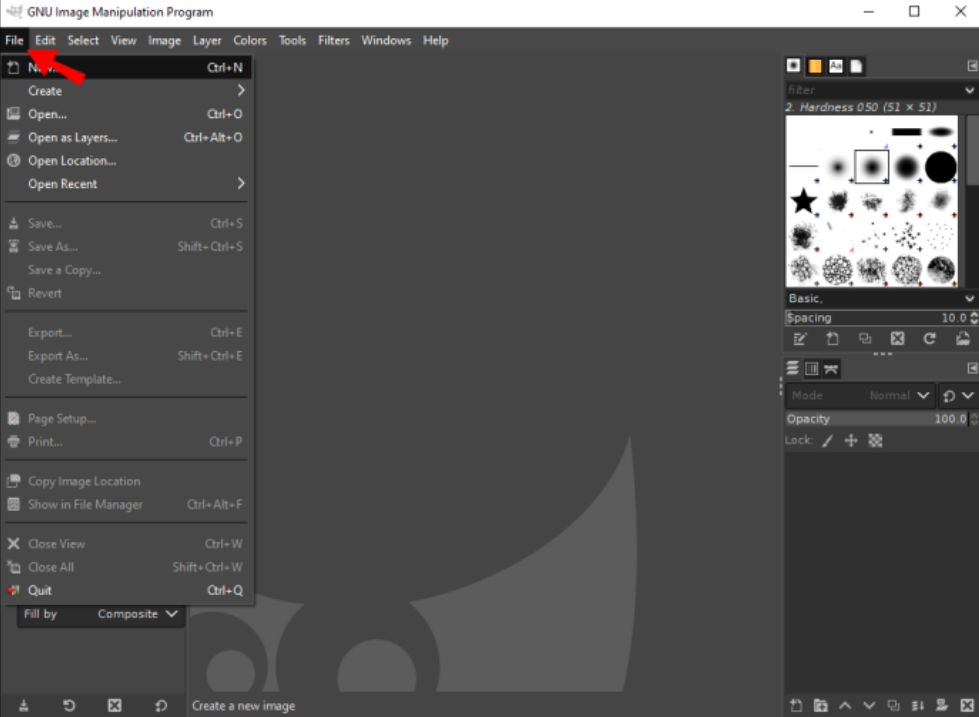 GNU Image Manipulation Program
File Edit Select View Image Layer Colors Tools Filters Windows Help
Ctrl+N
Create
Open... Ctrl+O
Open as Layers... Ctrl+Alt+O
Open Location...
Open Recent
Save... Ctrl+S
Save As... Shift+Ctrl+S
Save a Copy...
Revert
Export... Ctrl+E
Export As... Shift+Ctrl+E
Create Template...
Page Setup...
Print... Ctrl+P
Copy Image Location
Show in File Manager Ctrl+Alt+F
Close View Ctrl+W
Close All Shift+Ctrl+W
Quit Ctrl+Q
Fill by Composite
Create a new image
Aa
filter
2. Hardness 050 (51 × 51)
Basic,
Spacing 10.0
Mode Normal
Opacity 100.0
Lock: